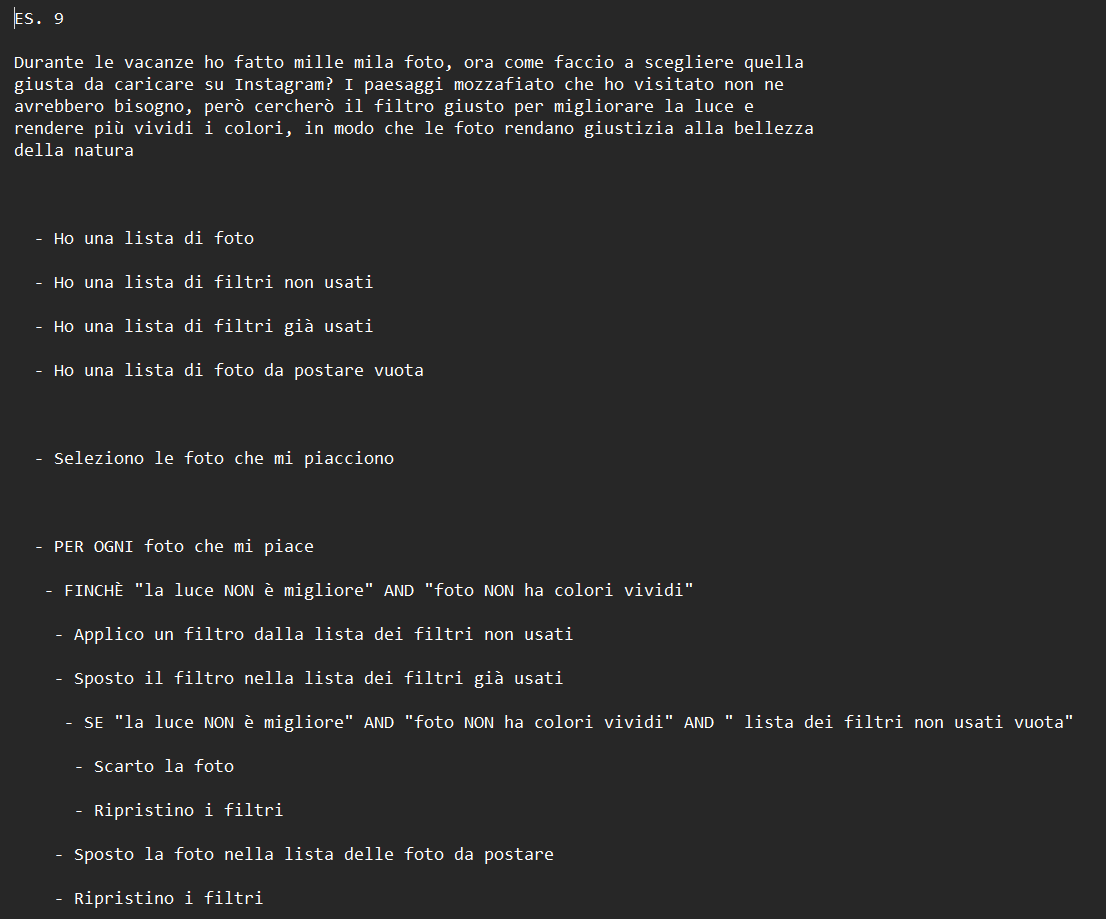 ES. 9
Durante le vacanze ho fatto mille mila foto, ora come faccio a scegliere quella
giusta da caricare su Instagram? I paesaggi mozzafiato che ho visitato non ne
avrebbero bisogno, però cercherò il filtro giusto per migliorare la luce e
rendere più vividi i colori, in modo che le foto rendano giustizia alla bellezza
della natura
- Ho una lista di foto
- Ho una lista di filtri non usati
- Ho una lista di filtri già usati
- Ho una lista di foto da postare vuota
- Seleziono le foto che mi piacciono
- PER OGNI foto che mi piace
- FINCHÈ "la luce NON è migliore" AND "foto NON ha colori vividi"
- Applico un filtro dalla lista dei filtri non usati
- Sposto il filtro nella lista dei filtri già usati
- SE "la luce NON è migliore" AND "foto NON ha colori vividi" AND " lista dei filtri non usati vuota"
- Scarto la foto
- Ripristino i filtri
- Sposto la foto nella lista delle foto da postare
- Ripristino i filtri